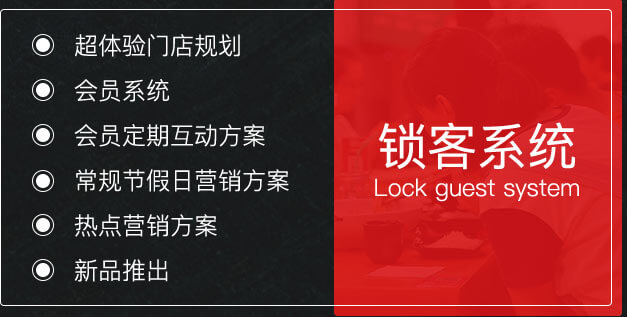 超体验门店规划
会员系统
会员定期互动方案
常规节假日营销方案
热点营销方案
新品推出
锁客系统
Lock guest system